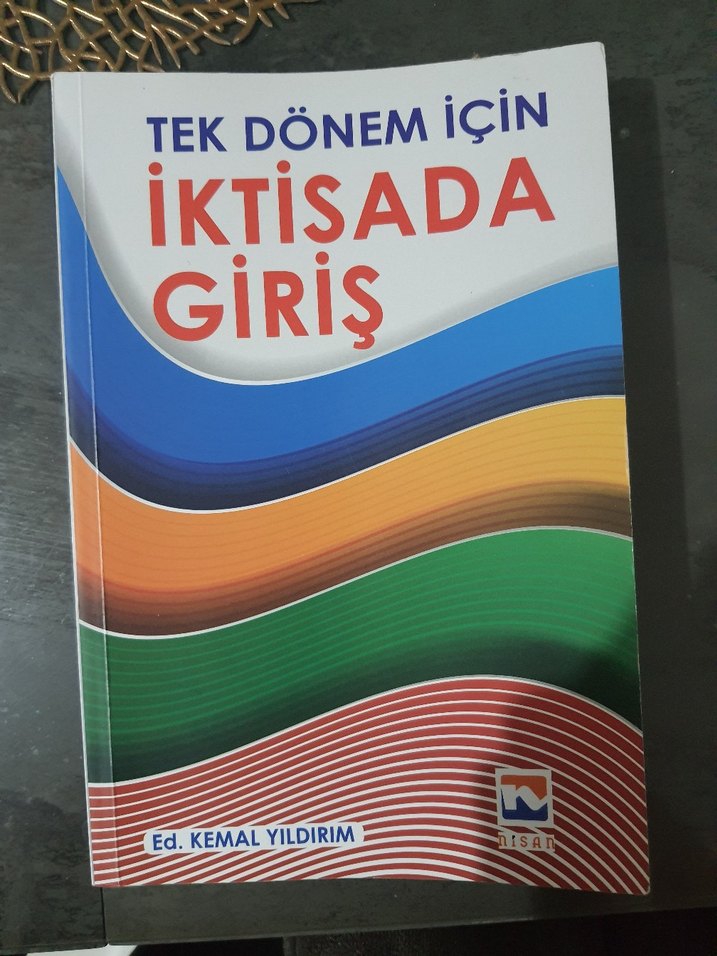 TEK DÖNEM İÇİN
İKTİSADA
GİRİŞ
Ed. KEMAL YILDIRIM
NİSAN